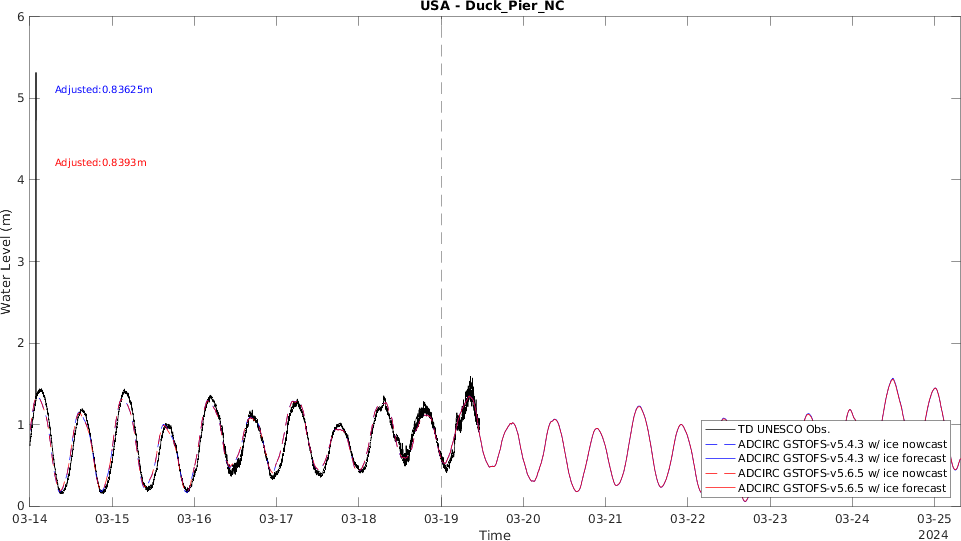 USA - Duck_Pier_NC
6
5
4
3
2
1
0
Water Level (m)
Adjusted:0.83625m
Adjusted:0.8393m
TD UNESCO Obs.
ADCIRC GSTOFS-v5.4.3 w/ ice nowcast
ADCIRC GSTOFS-v5.4.3 w/ ice forecast
ADCIRC GSTOFS-v5.6.5 w/ ice nowcast
ADCIRC GSTOFS-v5.6.5 w/ ice forecast
03-14 03-15 03-16 03-17 03-18 03-19 03-20 03-21 03-22 03-23 03-24 03-25
2024
Time